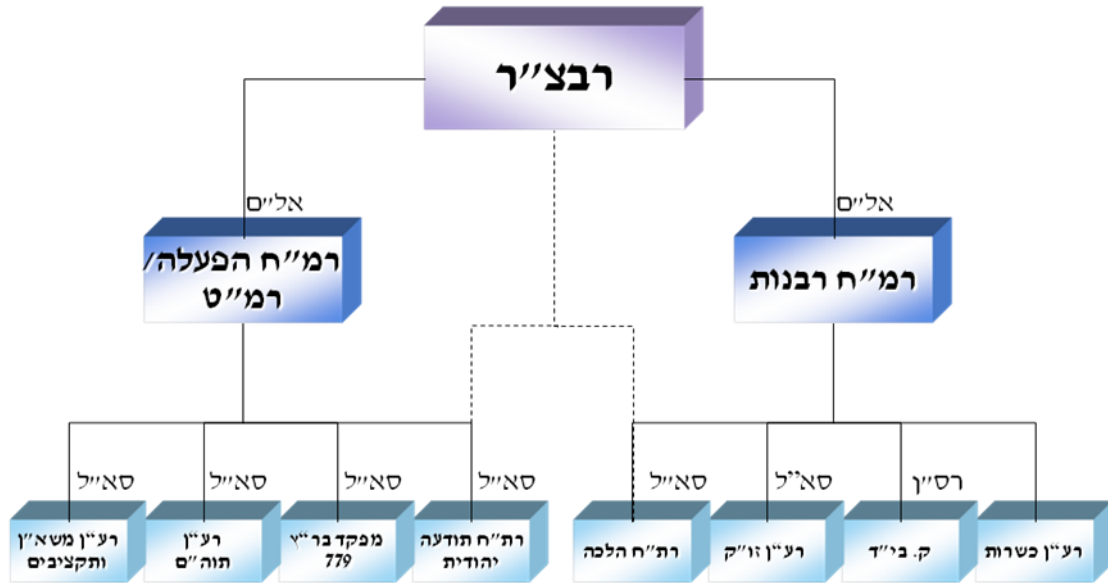 רבצ״ר
אל״ם
אל״ם
רמ״ח רבנות
רמ״ח הפעלה/
רמ״ט
רס״ן
סא״ל
סא״ל
סא״ל
סא״ל
סא״ל
סא״ל
רע״ן כשרות
ק. בי״ד
רע״ן זו״ק
רת״ח הלכה
רת״ח תודעה
יהודית
מפקד בר״ץ
779
רע״ן
תוה״ם
רע״ן משא״ן
ותקציבים